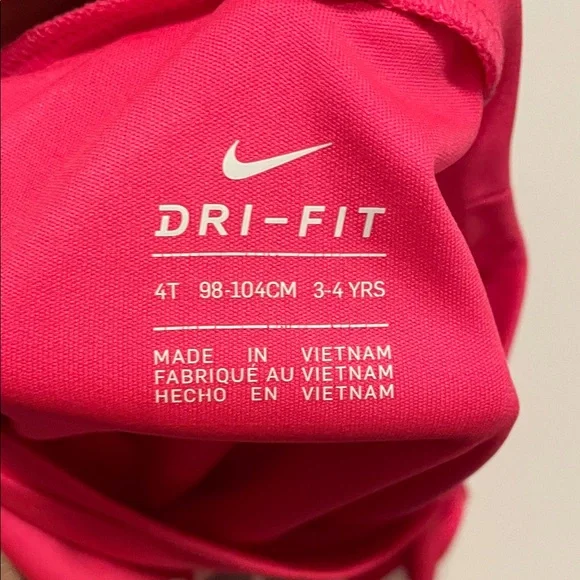 DRI-FIT
4T 98-104CM 3-4 YRS
MADE IN VIETNAM
FABRIQUÉ AU VIETNAM
HECHO EN VIETNAM